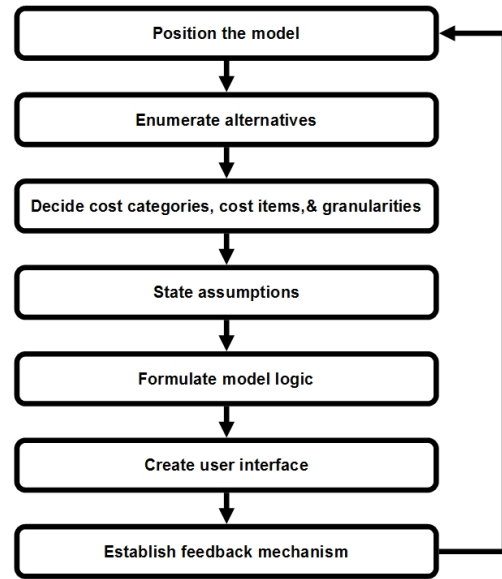 Position the model
Enumerate alternatives
Decide cost categories, cost items,& granularities
State assumptions
Formulate model logic
Create user interface
Establish feedback mechanism